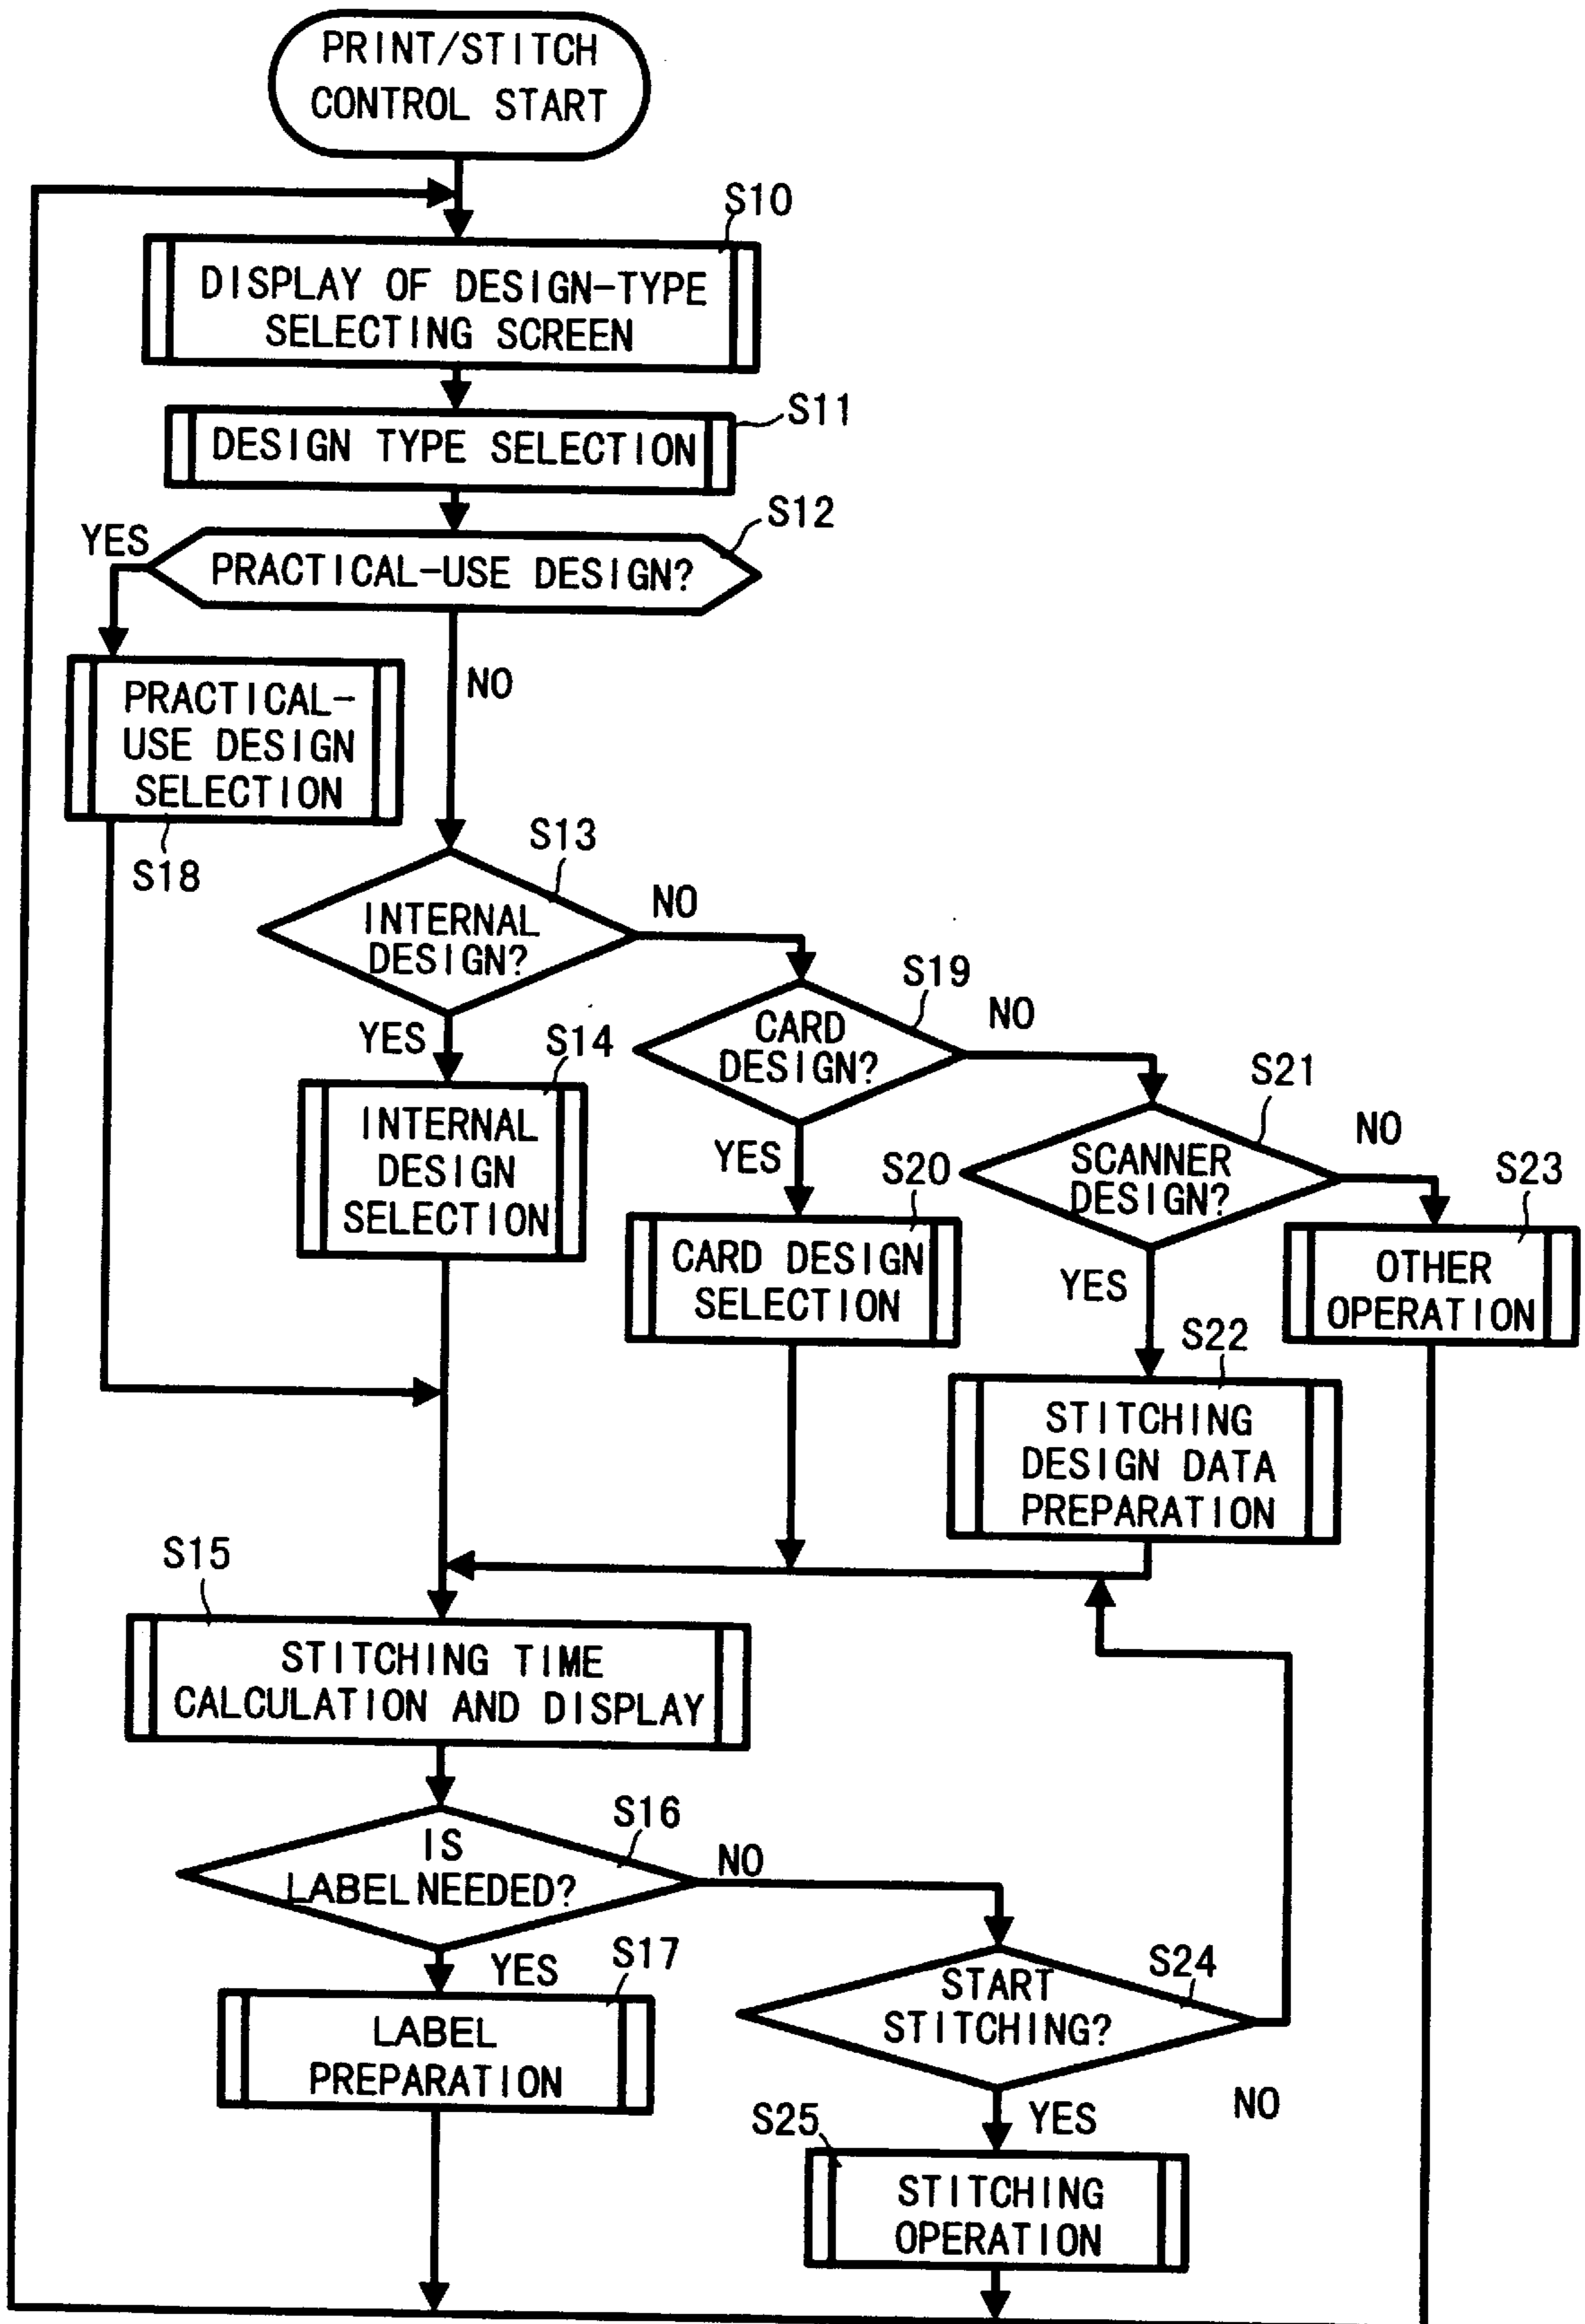 PRINT/STITCH
CONTROL START
S10
DISPLAY OF DESIGN-TYPE
SELECTING SCREEN
S11
DESIGN TYPE SELECTION
S12
YES
PRACTICAL-USE DESIGN?
NO
PRACTICAL-
USE DESIGN
SELECTION
S18
S13
NO
INTERNAL
DESIGN?
YES
S14
INTERNAL
DESIGN
SELECTION
S19
NO
CARD
DESIGN?
YES
S20
CARD DESIGN
SELECTION
S21
NO
SCANNER
DESIGN?
YES
S23
OTHER
OPERATION
S22
STITCHING
DESIGN DATA
PREPARATION
S15
STITCHING TIME
CALCULATION AND DISPLAY
S16
IS
LABEL NEEDED?
NO
YES
S17
LABEL
PREPARATION
S24
START
STITCHING?
NO
YES
S25
STITCHING
OPERATION